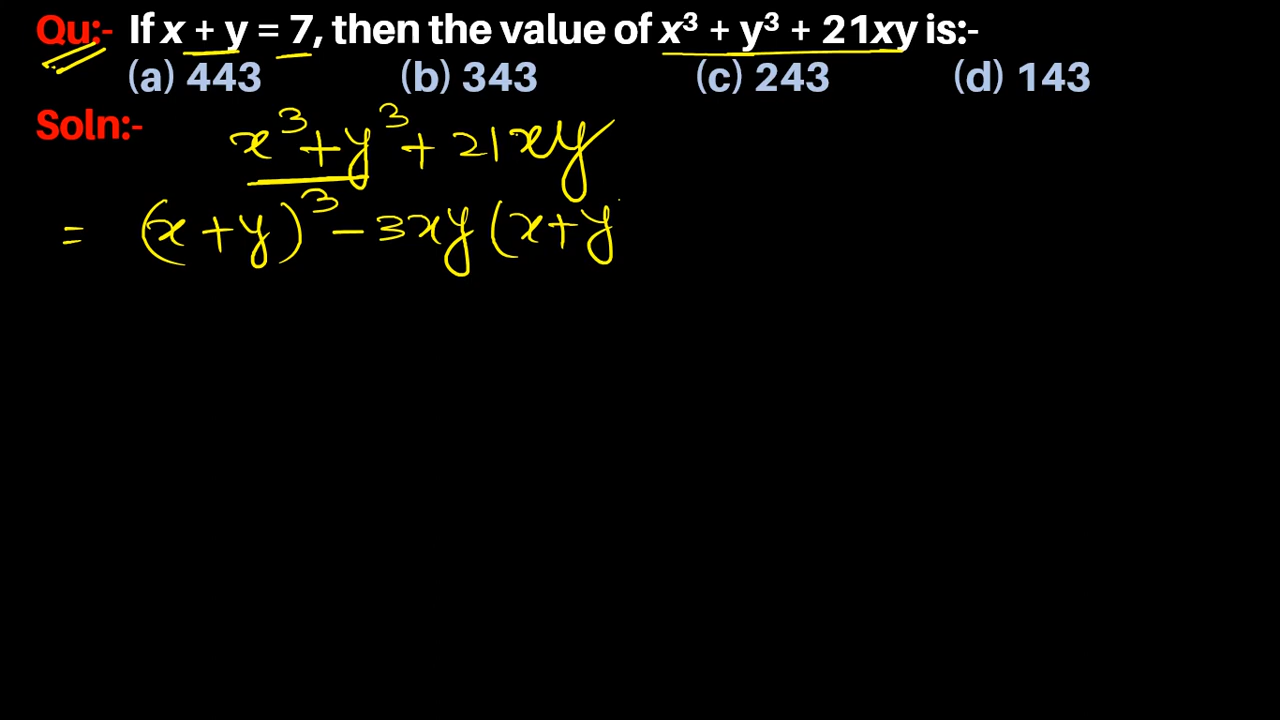 Qu:- If x + y = 7, then the value of x³ + y³ + 21xy is:-
(a) 443 (b) 343 (c) 243 (d) 143
Soln:- x³+y³+21xy
= (x+y)³-3xy(x+y